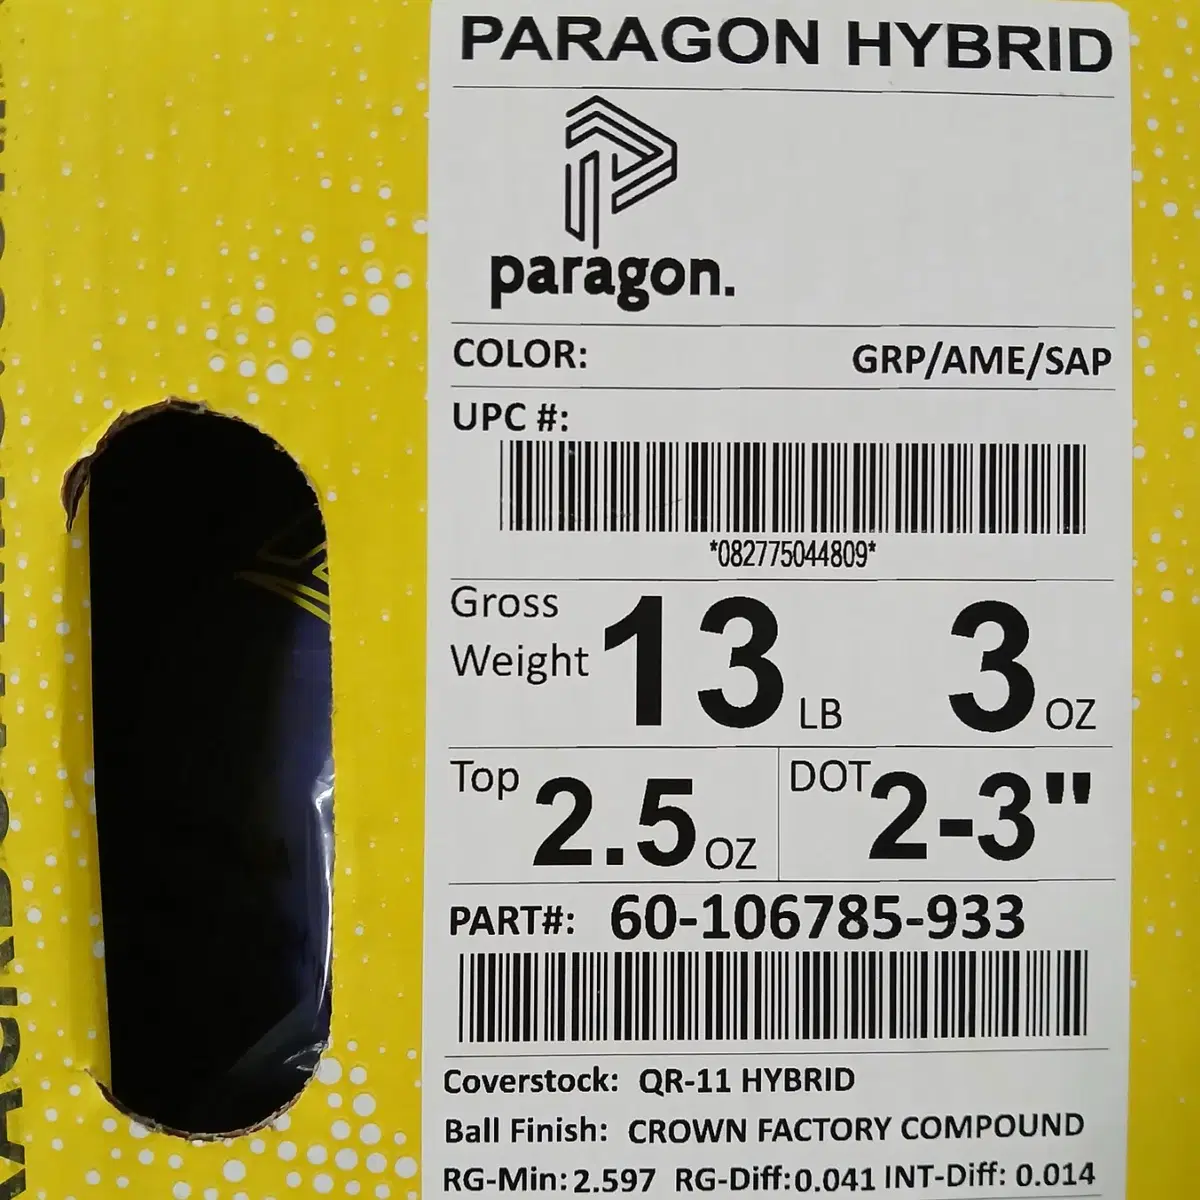 PARAGON HYBRID
paragon.
COLOR: GRP/AME/SAP
UPC #:
*082775044809*
Gross Weight 13 LB 3 OZ
Top 2.5 OZ DOT 2-3"
PART#: 60-106785-933
Coverstock: QR-11 HYBRID
Ball Finish: CROWN FACTORY COMPOUND
RG-Min: 2.597 RG-Diff: 0.041 INT-Diff: 0.014